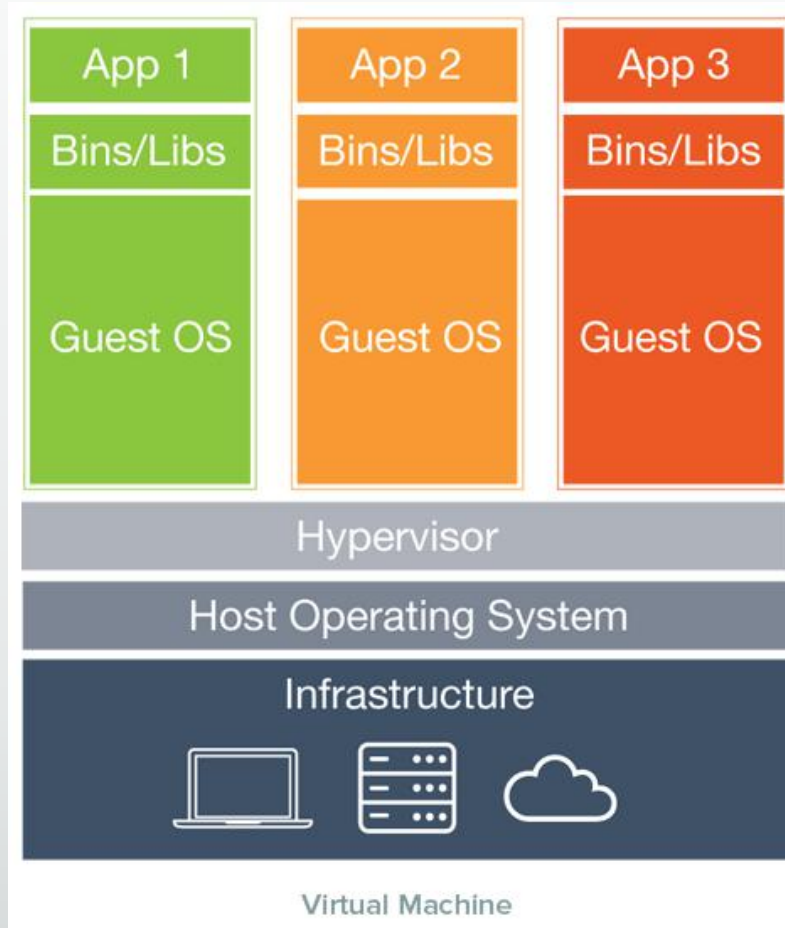 App 1
App 2
App 3
Bins/Libs
Bins/Libs
Bins/Libs
Guest OS
Guest OS
Guest OS
Hypervisor
Host Operating System
Infrastructure
Virtual Machine